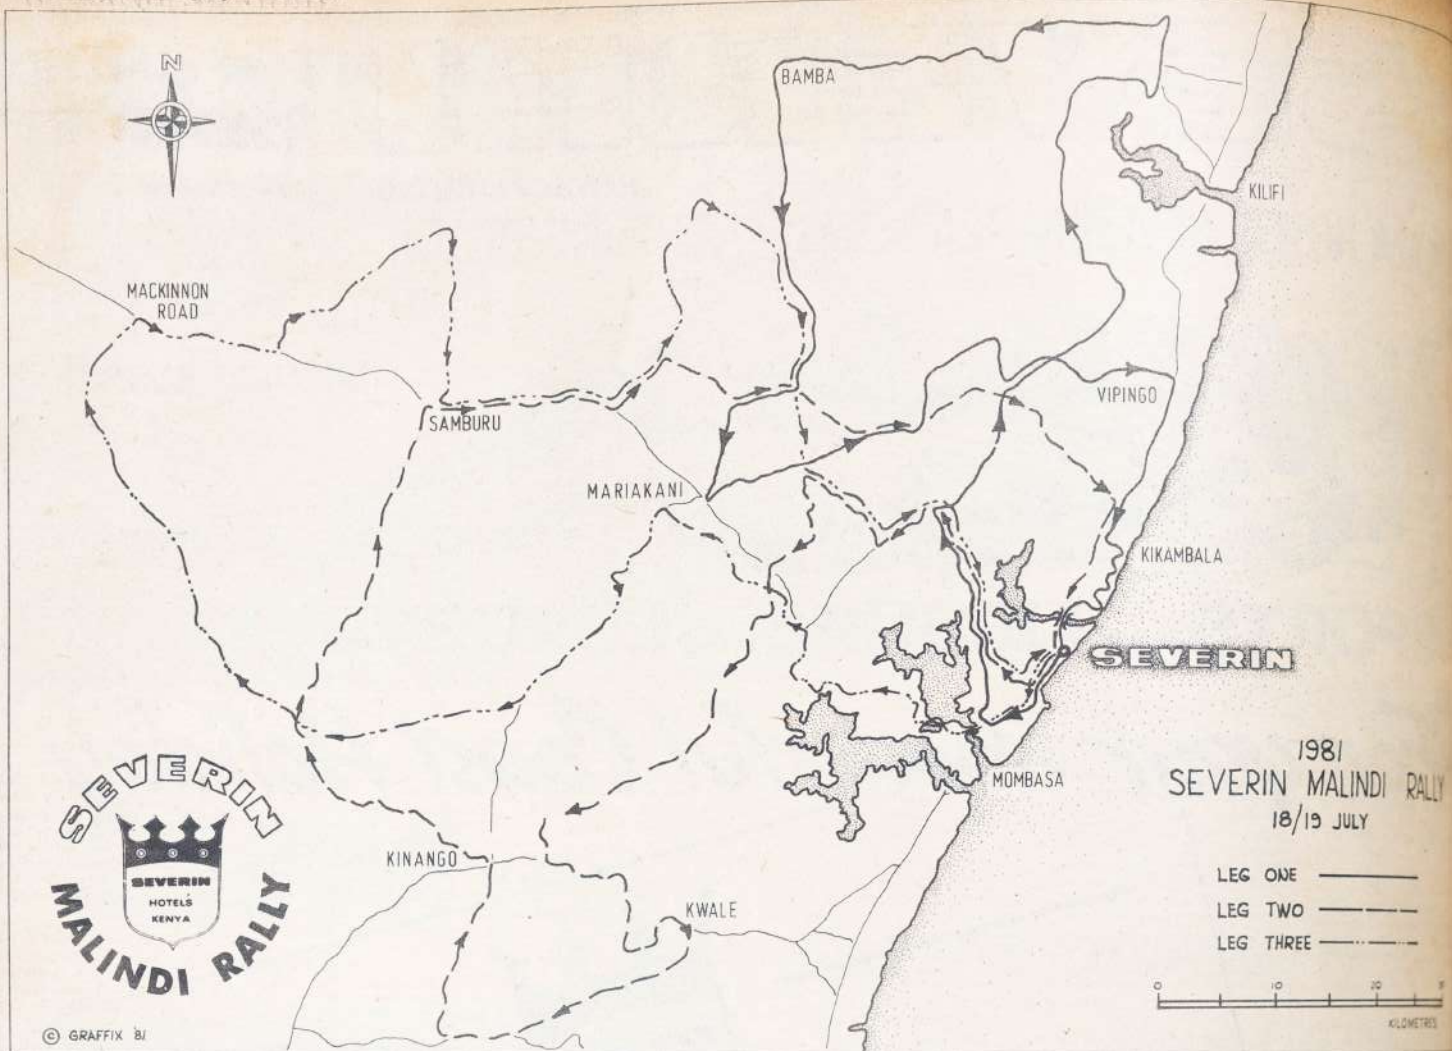 N
BAMBA
KILIFI
MACKINNON
ROAD
VIPINGO
SAMBURU
MARIAKANI
KIKAMBALA
SEVERIN
MOMBASA
KINANGO
KWALE
SEVERIN
SEVERIN
HOTELS
KENYA
MALINDI RALLY
1981
SEVERIN MALINDI RALLY
18/19 JULY
LEG ONE
LEG TWO
LEG THREE
0 10 20
KILOMETRES
© GRAFFIX '81